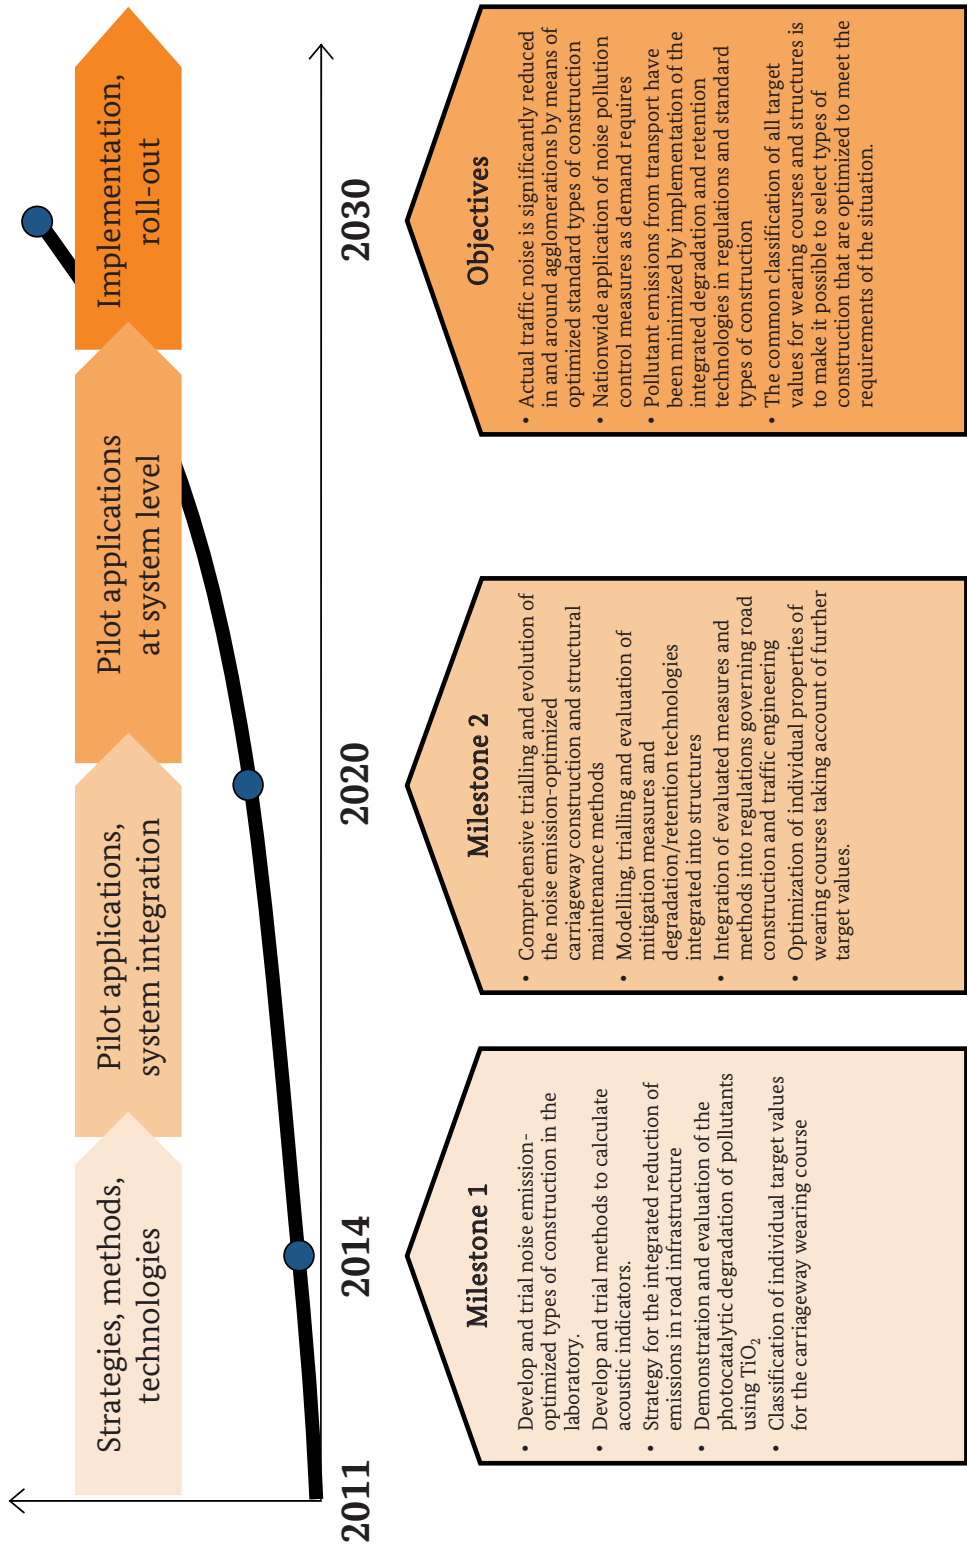 Strategies, methods,
technologies
Pilot applications,
system integration
Pilot applications
at system level
Implementation,
roll-out
2011
2014
2020
2030
Milestone 1
• Develop and trial noise emission-
optimized types of construction in the
laboratory.
• Develop and trial methods to calculate
acoustic indicators.
• Strategy for the integrated reduction of
emissions in road infrastructure
• Demonstration and evaluation of the
photocatalytic degradation of pollutants
using TiO₂
• Classification of individual target values
for the carriageway wearing course
Milestone 2
• Comprehensive trialling and evolution of
the noise emission-optimized
carriageway construction and structural
maintenance methods
• Modelling, trialling and evaluation of
mitigation measures and
degradation/retention technologies
integrated into structures
• Integration of evaluated measures and
methods into regulations governing road
construction and traffic engineering
• Optimization of individual properties of
wearing courses taking account of further
target values.
Objectives
• Actual traffic noise is significantly reduced
in and around agglomerations by means of
optimized standard types of construction
• Nationwide application of noise pollution
control measures as demand requires
• Pollutant emissions from transport have
been minimized by implementation of the
integrated degradation and retention
technologies in regulations and standard
types of construction
• The common classification of all target
values for wearing courses and structures is
to make it possible to select types of
construction that are optimized to meet the
requirements of the situation.